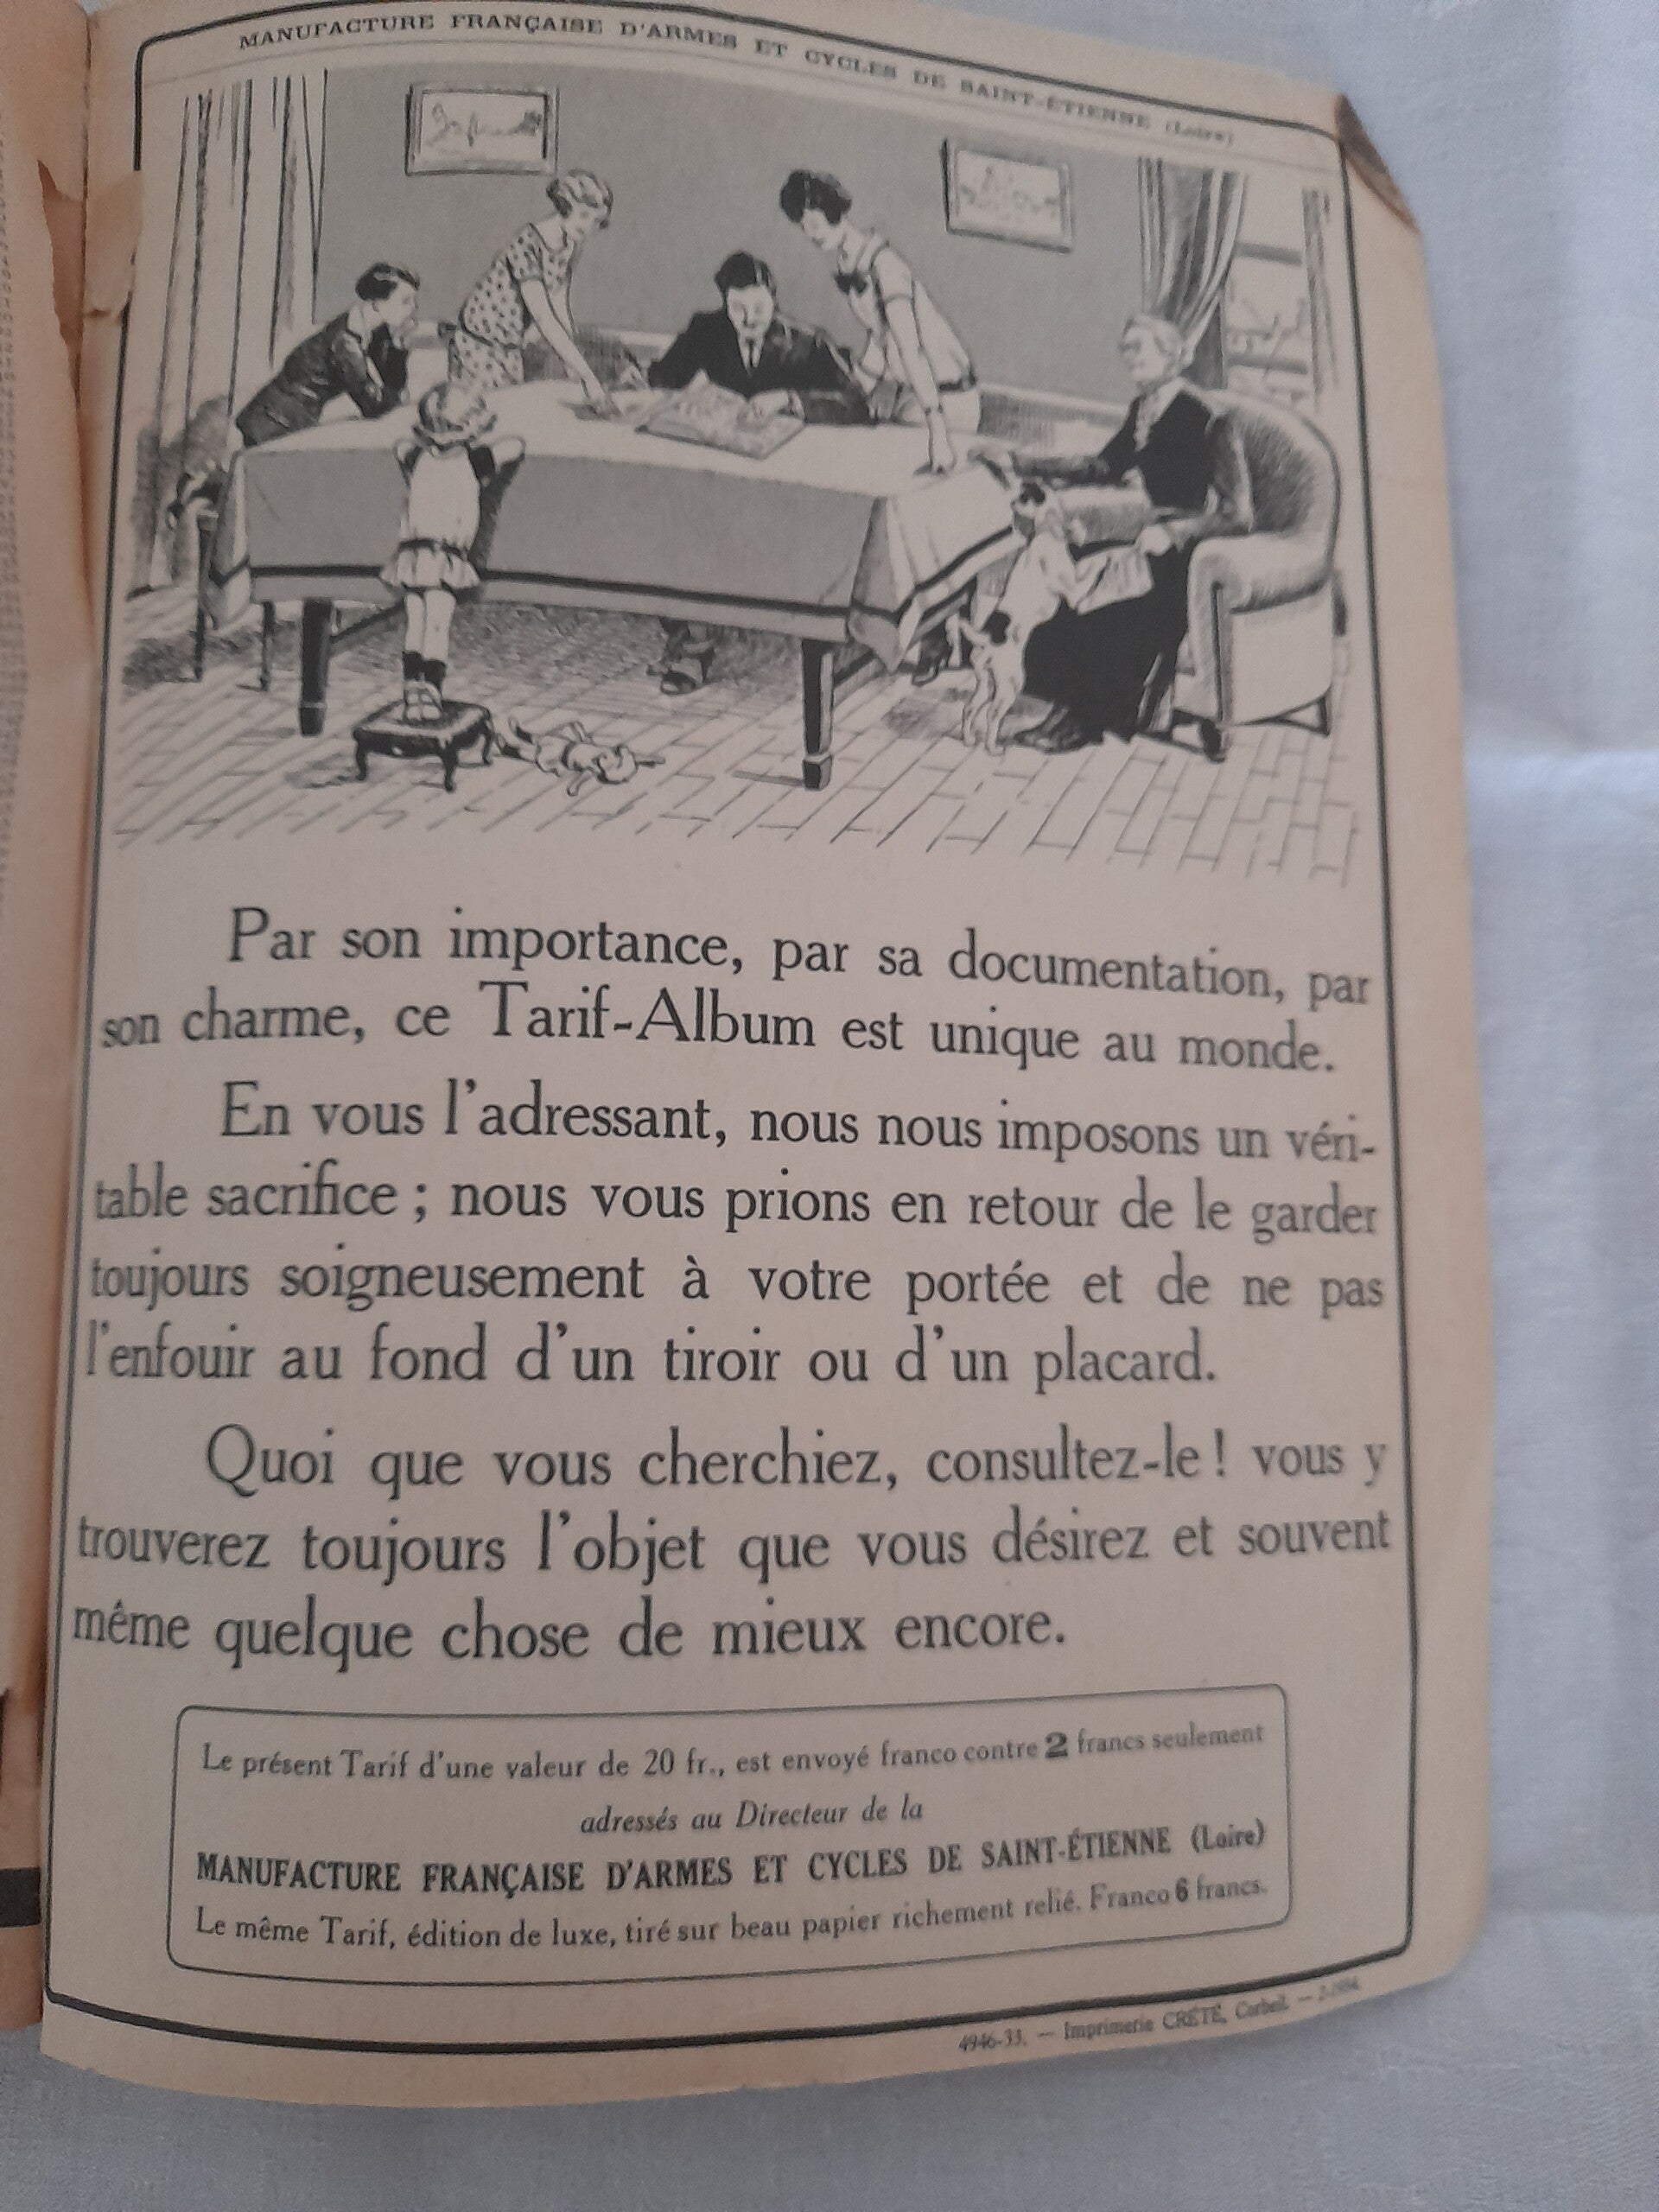 MANUFACTURE FRANÇAISE D'ARMES ET CYCLES DE SAINT-ÉTIENNE (Loire)
Par son importance, par sa documentation, par
son charme, ce Tarif-Album est unique au monde.
En vous l'adressant, nous nous imposons un véri-
table sacrifice ; nous vous prions en retour de le garder
toujours soigneusement à votre portée et de ne pas
l'enfouir au fond d'un tiroir ou d'un placard.
Quoi que vous cherchiez, consultez-le ! vous y
trouverez toujours l'objet que vous désirez et souvent
même quelque chose de mieux encore.
Le présent Tarif d'une valeur de 20 fr., est envoyé franco contre 2 francs seulement
adressés au Directeur de la
MANUFACTURE FRANÇAISE D'ARMES ET CYCLES DE SAINT-ÉTIENNE (Loire)
Le même Tarif, édition de luxe, tiré sur beau papier richement relié. Franco 6 francs.
4946-33. — Imprimerie CRÉTÉ, Corbeil. — 2-1934.